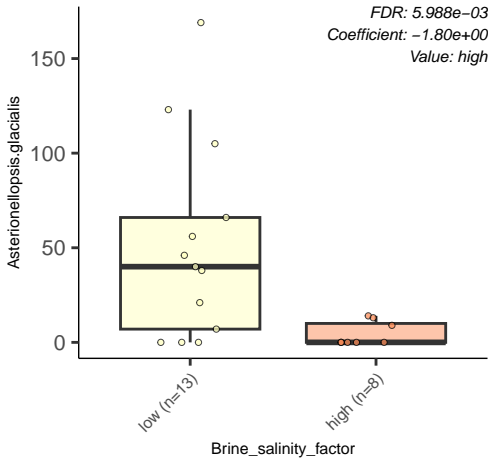 FDR: 5.988e−03
Coefficient: −1.80e+00
Value: high
Asterionellopsis.glacialis
150
100
50
0
low (n=13)
high (n=8)
Brine_salinity_factor